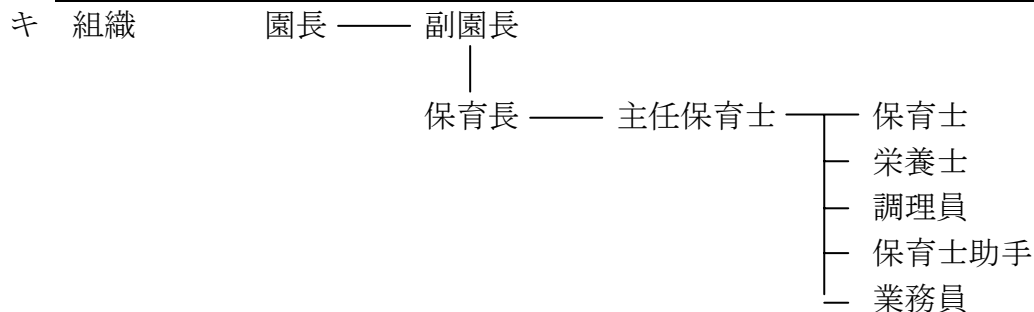 キ 組織 園長 副園長
保育長 主任保育士 保育士
栄養士
調理員
保育士助手
業務員